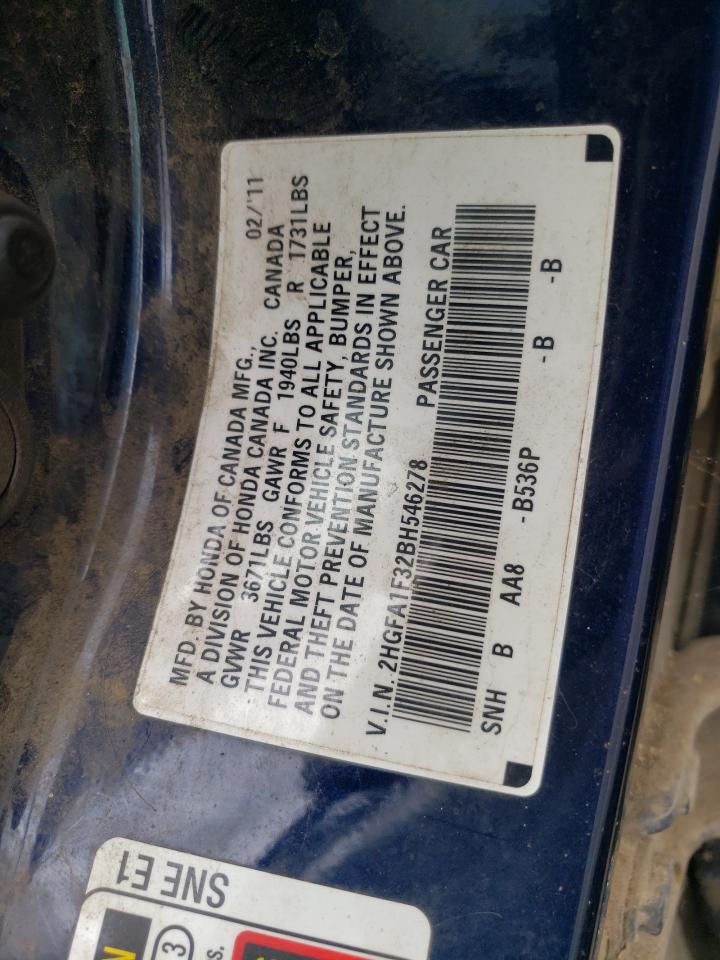 MFD. BY HONDA OF CANADA MFG., 02/'11
A DIVISION OF HONDA CANADA INC. CANADA
GVWR 3671LBS GAWR F 1940LBS R 1731LBS
THIS VEHICLE CONFORMS TO ALL APPLICABLE
FEDERAL MOTOR VEHICLE SAFETY, BUMPER,
AND THEFT PREVENTION STANDARDS IN EFFECT
ON THE DATE OF MANUFACTURE SHOWN ABOVE.
V.I.N. 2HGFA1F32BH546278 PASSENGER CAR
SNH B AA8 -B536P -B -B
SNE E1
3
s.